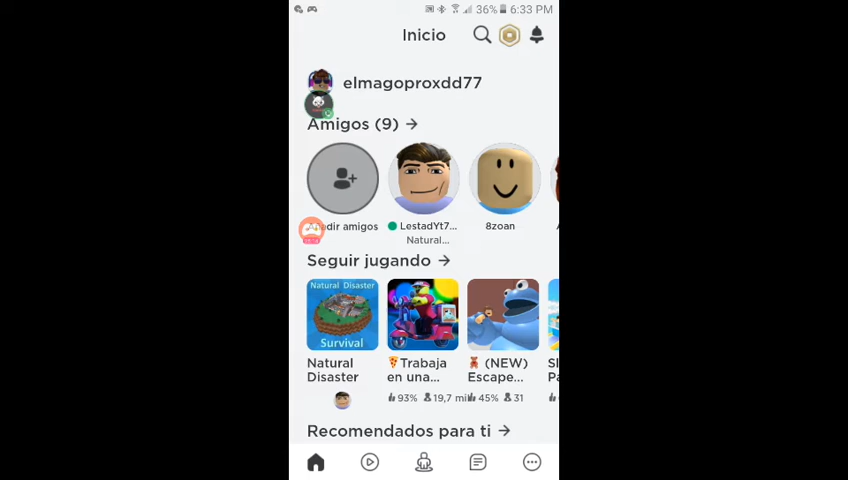 36% 6:33 PM
Inicio
elmagoproxdd77
Amigos (9)
Añadir amigos
LestadYt7...
8zoan
Natural...
Seguir jugando
Natural Disaster
Survival
Natural
Disaster
Trabaja
en una...
(NEW)
Escape...
93% 19,7 mil
45% 31
Recomendados para ti